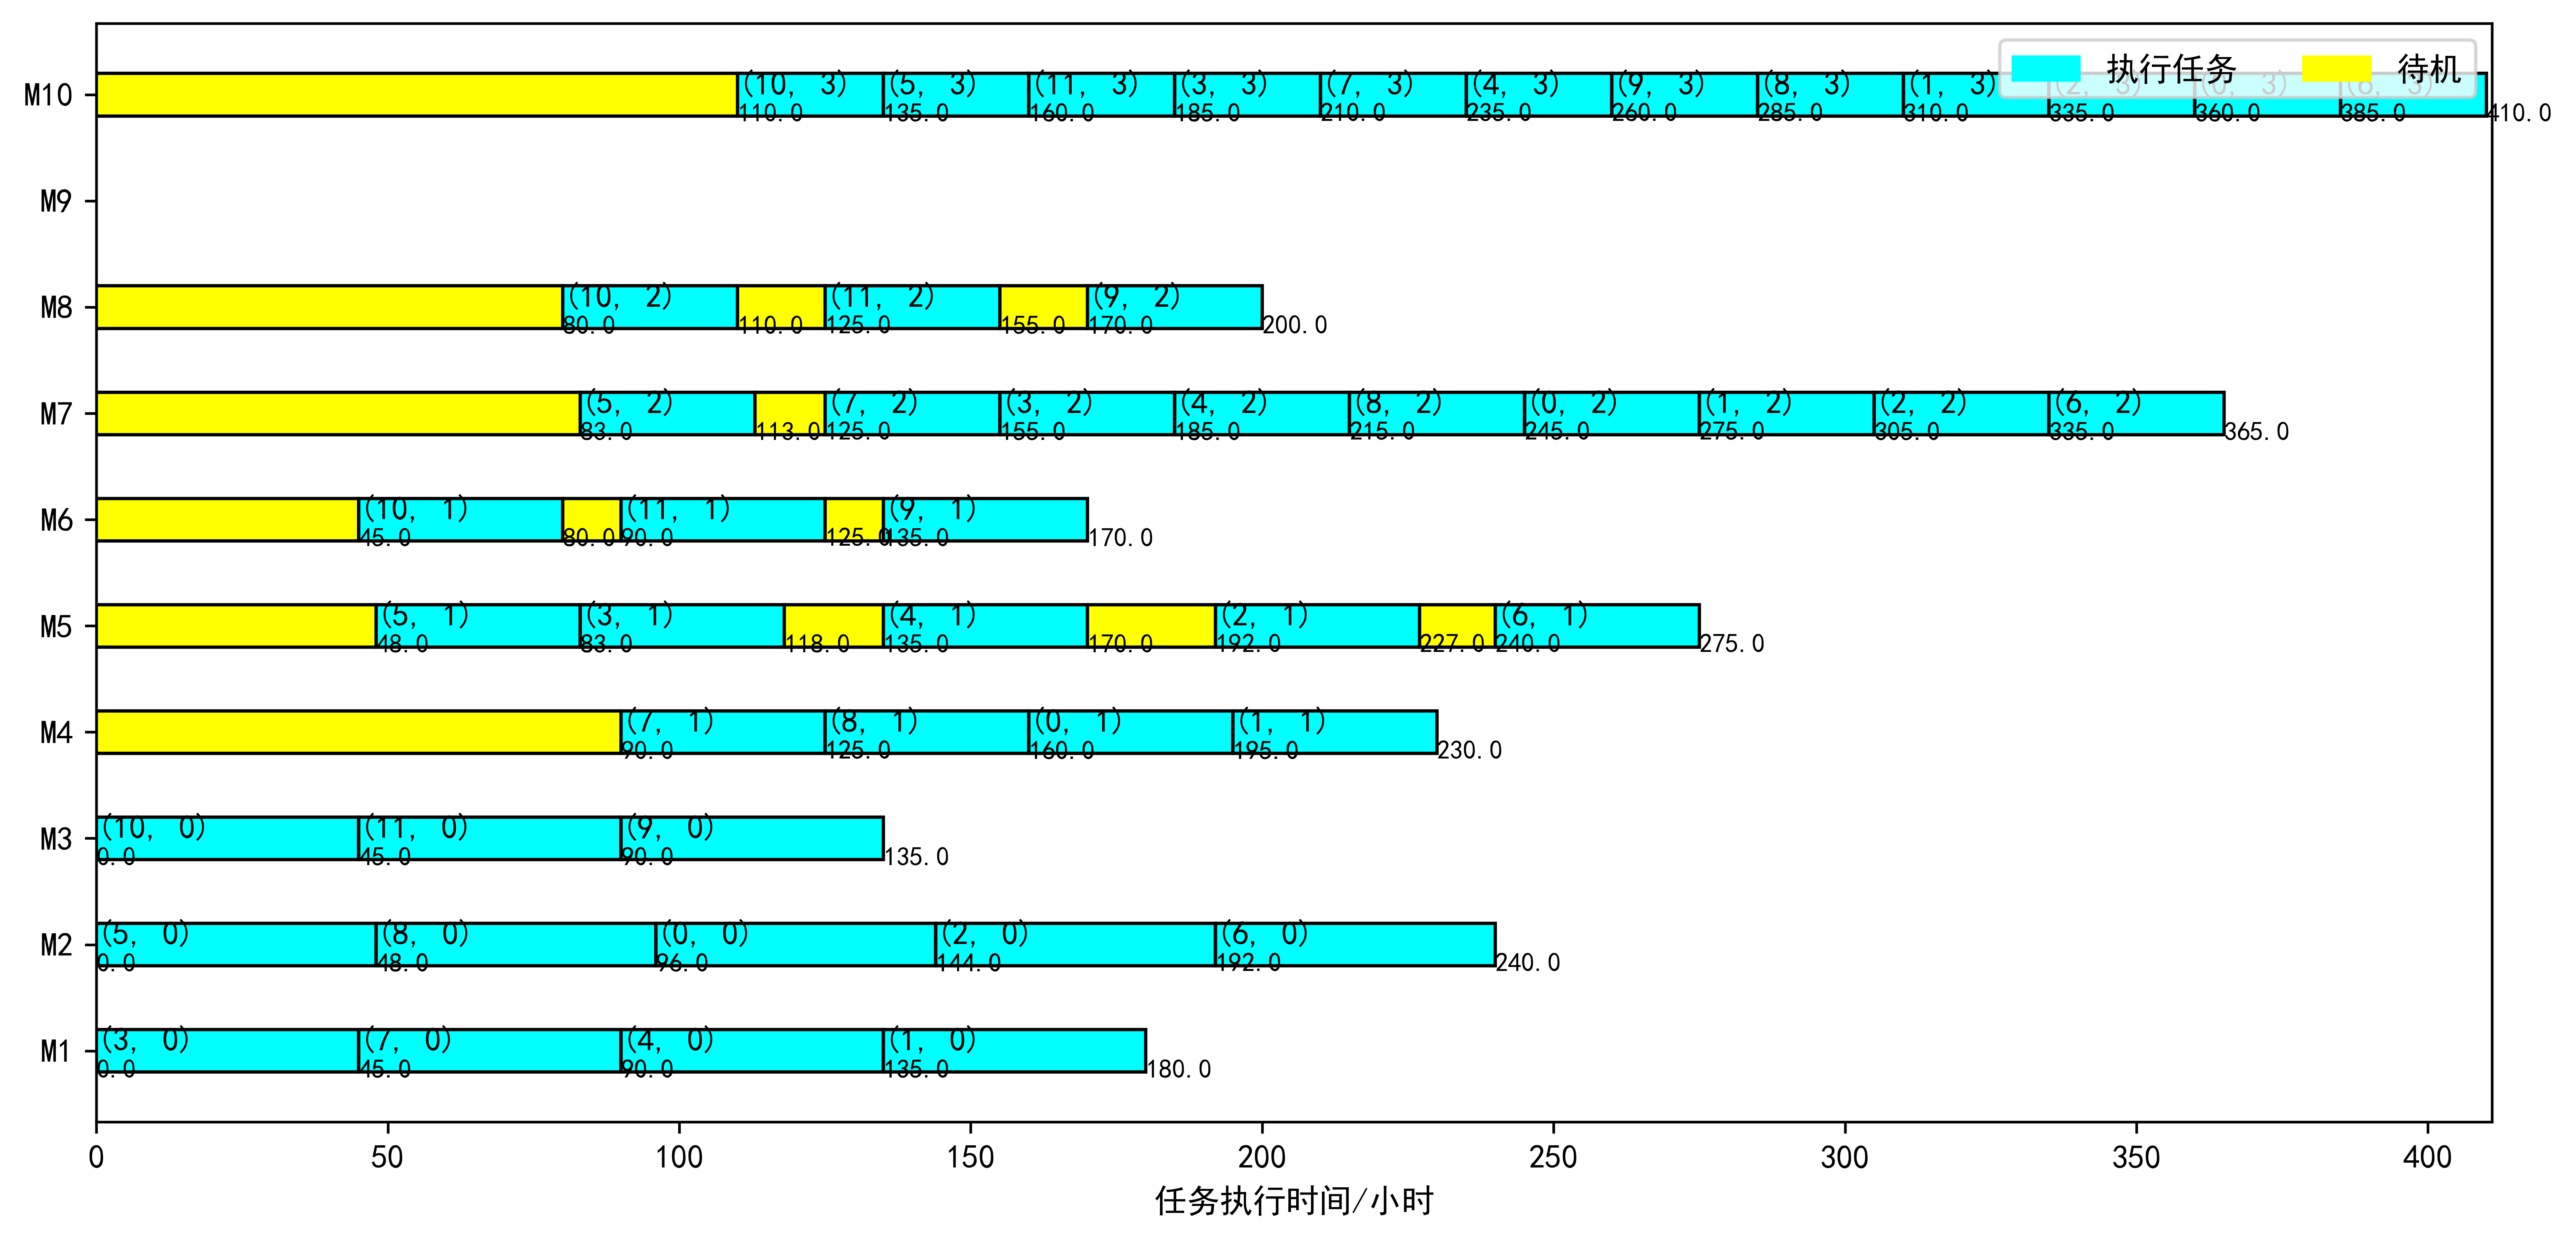 执行任务 待机
M10 (10, 3) (5, 3) (11, 3) (3, 3) (7, 3) (4, 3) (9, 3) (8, 3) (1, 3) (2, 3) (0, 3) (6, 3)
110.0 135.0 160.0 185.0 210.0 235.0 260.0 285.0 310.0 335.0 360.0 385.0 410.0
M9
M8 (10, 2) (11, 2) (9, 2)
80.0 110.0 125.0 155.0 170.0 200.0
M7 (5, 2) (7, 2) (3, 2) (4, 2) (8, 2) (0, 2) (1, 2) (2, 2) (6, 2)
83.0 113.0 125.0 155.0 185.0 215.0 245.0 275.0 305.0 335.0 365.0
M6 (10, 1) (11, 1) (9, 1)
45.0 80.0 90.0 125.0 135.0 170.0
M5 (5, 1) (3, 1) (4, 1) (2, 1) (6, 1)
48.0 83.0 118.0 135.0 170.0 192.0 227.0 240.0 275.0
M4 (7, 1) (8, 1) (0, 1) (1, 1)
90.0 125.0 160.0 195.0 230.0
M3 (10, 0) (11, 0) (9, 0)
0.0 45.0 90.0 135.0
M2 (5, 0) (8, 0) (0, 0) (2, 0) (6, 0)
0.0 48.0 96.0 144.0 192.0 240.0
M1 (3, 0) (7, 0) (4, 0) (1, 0)
0.0 45.0 90.0 135.0 180.0
0 50 100 150 200 250 300 350 400
任务执行时间/小时